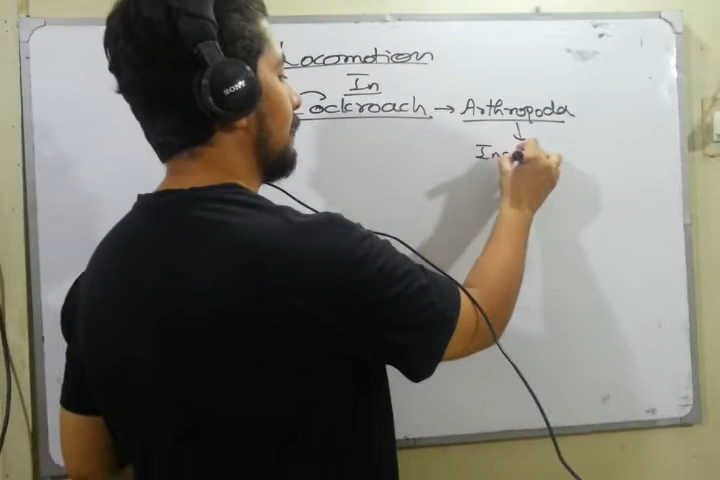 Locomotion
In
Cockroach → Arthropoda
↓
In
SONY